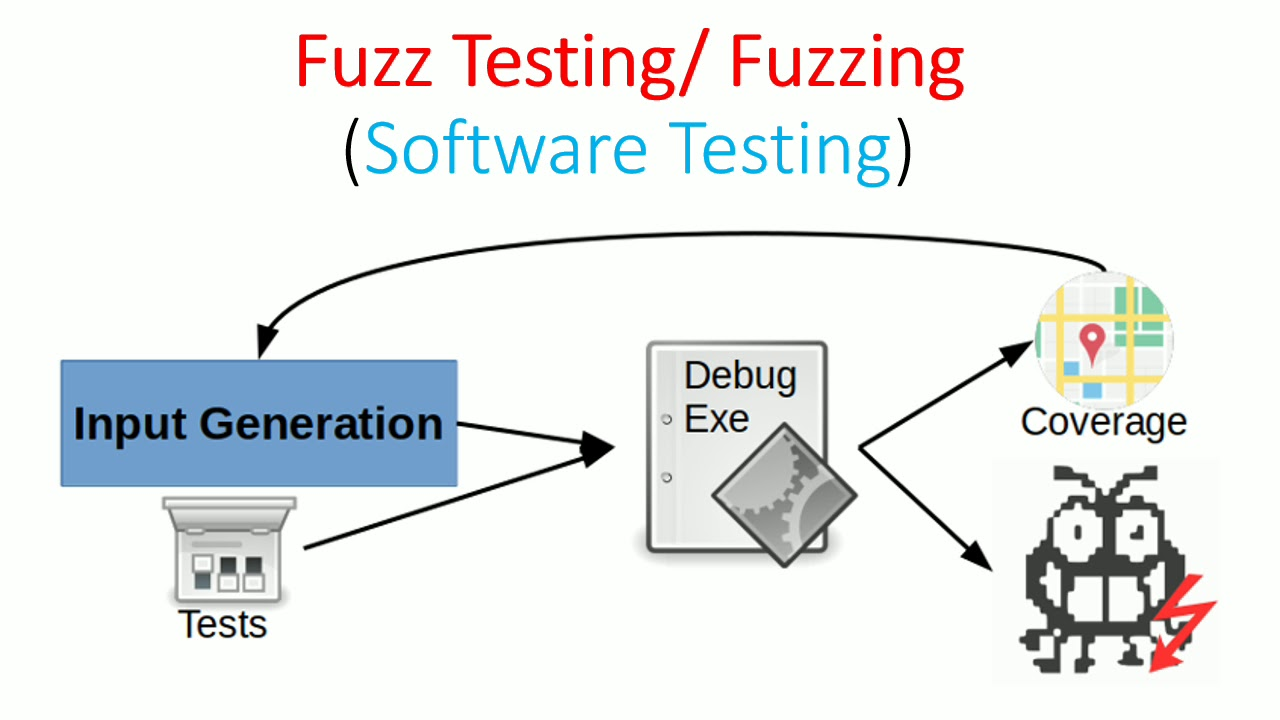 Fuzz Testing/ Fuzzing
(Software Testing)
Input Generation
Tests
Debug
Exe
Coverage